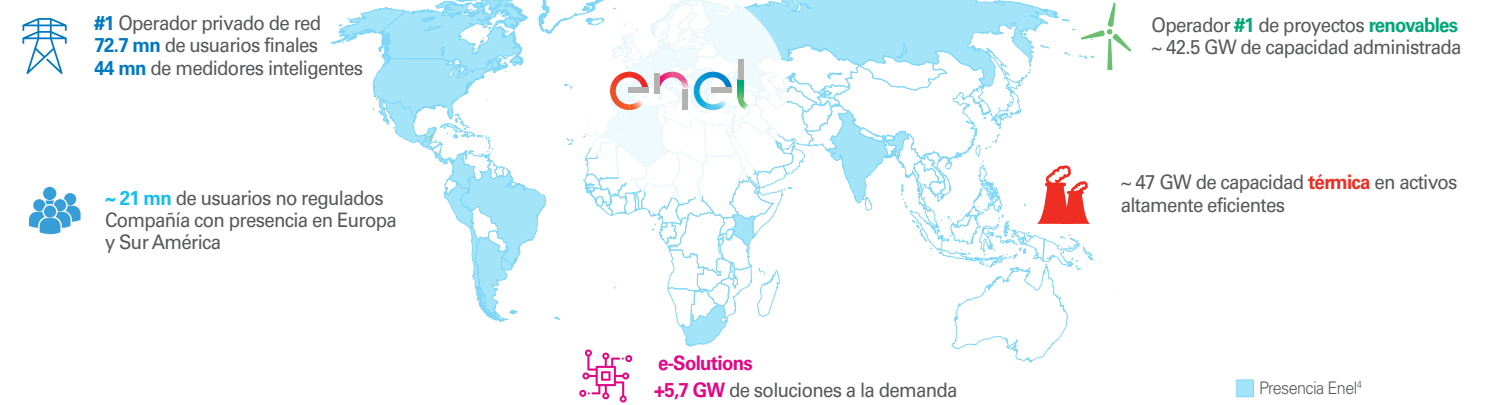 #1 Operador privado de red
72.7 mn de usuarios finales
44 mn de medidores inteligentes
enel
Operador #1 de proyectos renovables
~ 42.5 GW de capacidad administrada
~ 21 mn de usuarios no regulados
Compañía con presencia en Europa
y Sur América
~ 47 GW de capacidad térmica en activos
altamente eficientes
e-Solutions
+5,7 GW de soluciones a la demanda
Presencia Enel⁴